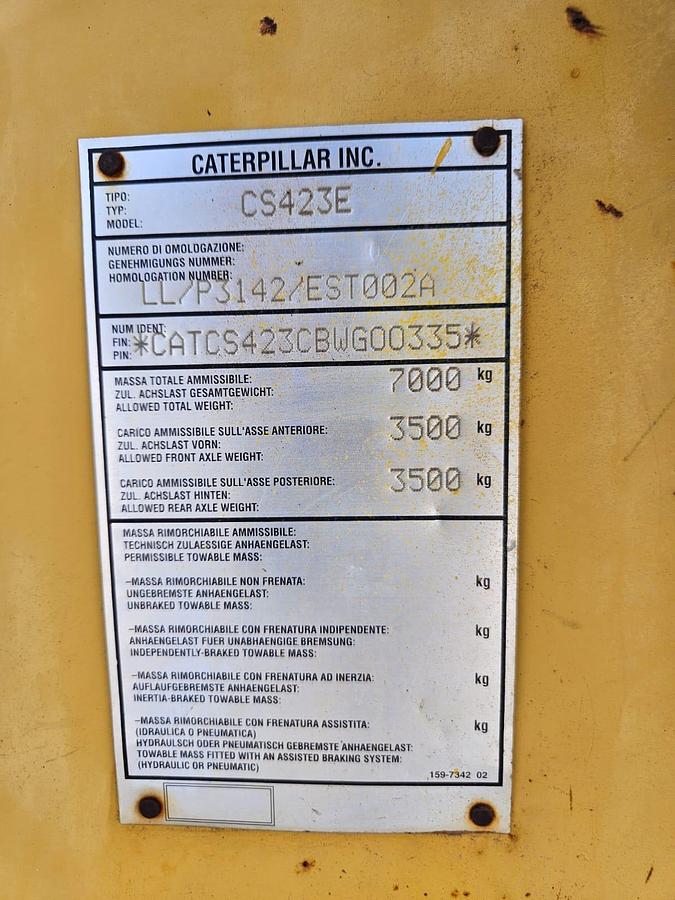 CATERPILLAR INC.
TIPO:
TYP: CS423E
MODEL:
NUMERO DI OMOLOGAZIONE:
GENEHMIGUNGS NUMMER:
HOMOLOGATION NUMBER:
LL/P3142/EST002A
NUM IDENT:
FIN: *CATCS423CBWG00335*
PIN:
MASSA TOTALE AMMISSIBILE: 7000 kg
ZUL. ACHSLAST GESAMTGEWICHT:
ALLOWED TOTAL WEIGHT:
CARICO AMMISSIBILE SULL'ASSE ANTERIORE: 3500 kg
ZUL. ACHSLAST VORN:
ALLOWED FRONT AXLE WEIGHT:
CARICO AMMISSIBILE SULL'ASSE POSTERIORE: 3500 kg
ZUL. ACHSLAST HINTEN:
ALLOWED REAR AXLE WEIGHT:
MASSA RIMORCHIABILE AMMISSIBILE:
TECHNISCH ZULAESSIGE ANHAENGELAST:
PERMISSIBLE TOWABLE MASS:
–MASSA RIMORCHIABILE NON FRENATA: kg
UNGEBREMSTE ANHAENGELAST:
UNBRAKED TOWABLE MASS:
–MASSA RIMORCHIABILE CON FRENATURA INDIPENDENTE: kg
ANHAENGELAST FUER UNABHAENGIGE BREMSUNG:
INDEPENDENTLY-BRAKED TOWABLE MASS:
–MASSA RIMORCHIABILE CON FRENATURA AD INERZIA: kg
AUFLAUFGEBREMSTE ANHAENGELAST:
INERTIA-BRAKED TOWABLE MASS:
–MASSA RIMORCHIABILE CON FRENATURA ASSISTITA: kg
(IDRAULICA O PNEUMATICA)
HYDRAULSCH ODER PNEUMATISCH GEBREMSTE ANHAENGELAST:
TOWABLE MASS FITTED WITH AN ASSISTED BRAKING SYSTEM:
(HYDRAULIC OR PNEUMATIC) 159-7342 02